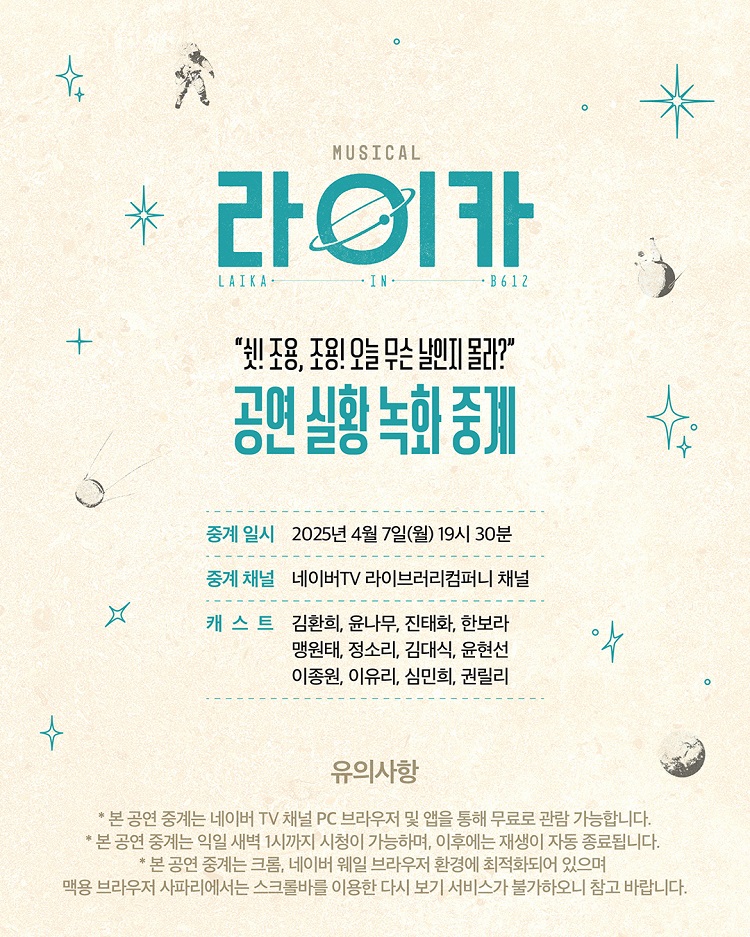 MUSICAL
라이카
LAIKA IN B612
“쉿! 조용, 조용! 오늘 무슨 날인지 몰라?”
공연 실황 녹화 중계
중계 일시 2025년 4월 7일(월) 19시 30분
중계 채널 네이버TV 라이브러리컴퍼니 채널
캐스트 김환희, 윤나무, 진태화, 한보라
맹원태, 정소리, 김대식, 윤현선
이종원, 이유리, 심민희, 권릴리
유의사항
* 본 공연 중계는 네이버 TV 채널 PC 브라우저 및 앱을 통해 무료로 관람 가능합니다.
* 본 공연 중계는 익일 새벽 1시까지 시청이 가능하며, 이후에는 재생이 자동 종료됩니다.
* 본 공연 중계는 크롬, 네이버 웨일 브라우저 환경에 최적화되어 있으며
맥용 브라우저 사파리에서는 스크롤바를 이용한 다시 보기 서비스가 불가하오니 참고 바랍니다.